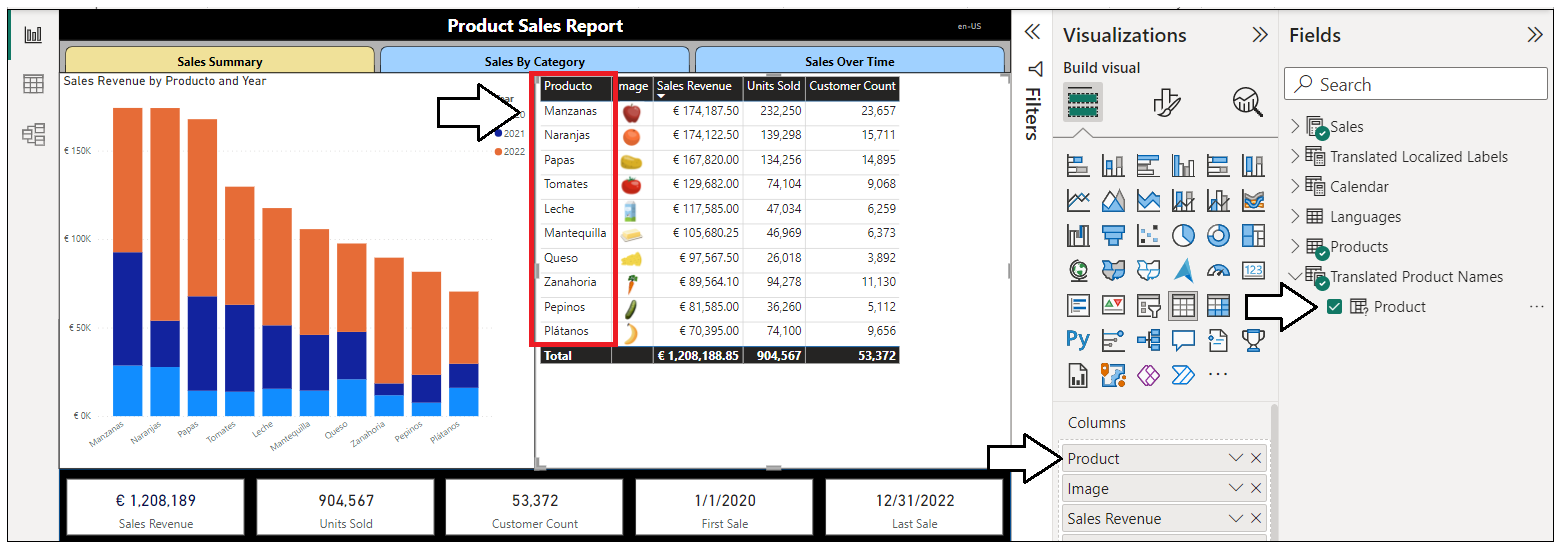 Product Sales Report
en-US
Sales Summary
Sales By Category
Sales Over Time
Sales Revenue by Producto and Year
2021
2022
€ 150K
€ 100K
€ 50K
€ 0K
Manzanas
Naranjas
Papas
Tomates
Leche
Mantequilla
Queso
Zanahoria
Pepinos
Plátanos
Producto Sales Revenue Units Sold Customer Count
Manzanas € 174,187.50 232,250 23,657
Naranjas € 174,122.50 139,298 15,711
Papas € 167,820.00 134,256 14,895
Tomates € 129,682.00 74,104 9,068
Leche € 117,585.00 47,034 6,259
Mantequilla € 105,680.25 46,969 6,373
Queso € 97,567.50 26,018 3,892
Zanahoria € 89,564.10 94,278 11,130
Pepinos € 81,585.00 36,260 5,112
Plátanos € 70,395.00 74,100 9,656
Total € 1,208,188.85 904,567 53,372
€ 1,208,189
Sales Revenue
904,567
Units Sold
53,372
Customer Count
1/1/2020
First Sale
12/31/2022
Last Sale
Filters
Visualizations
Build visual
123
Py
Columns
Product
Image
Sales Revenue
Fields
Search
Sales
Translated Localized Labels
Calendar
Languages
Products
Translated Product Names
Product